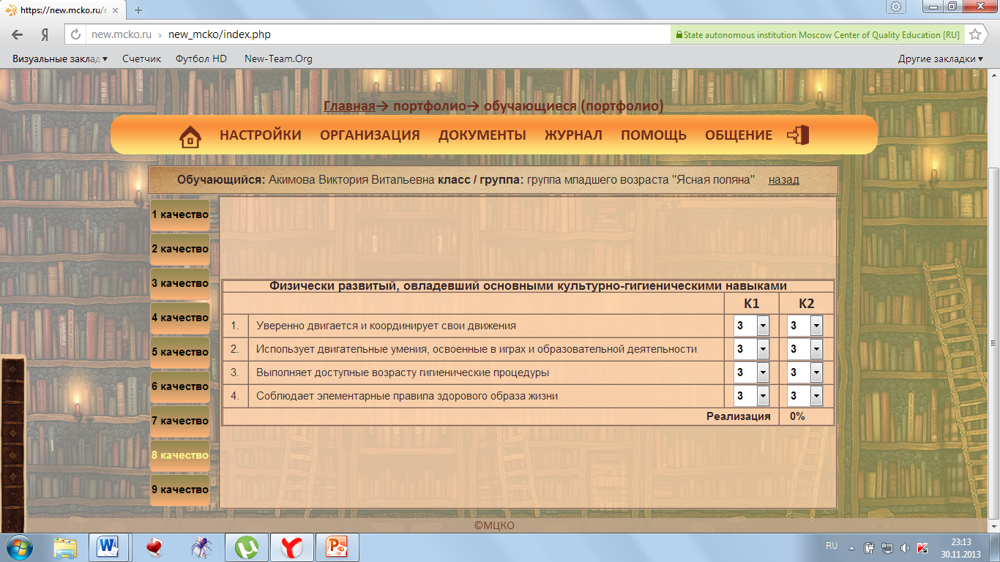 https://new.mcko.ru/r
new.mcko.ru › new_mcko/index.php
State autonomous institution Moscow Center of Quality Education [RU]
Визуальные заклад
Счетчик
Футбол HD
New-Team.Org
Другие закладки
Главная→ портфолио→ обучающиеся (портфолио)
НАСТРОЙКИ ОРГАНИЗАЦИЯ ДОКУМЕНТЫ ЖУРНАЛ ПОМОЩЬ ОБЩЕНИЕ
Обучающийся: Акимова Виктория Витальевна класс / группа: группа младшего возраста "Ясная поляна" назад
1 качество
2 качество
3 качество
4 качество
5 качество
6 качество
7 качество
8 качество
9 качество
Физически развитый, овладевший основными культурно-гигиеническими навыками
К1 К2
1. Уверенно двигается и координирует свои движения 3 3
2. Использует двигательные умения, освоенные в играх и образовательной деятельности 3 3
3. Выполняет доступные возрасту гигиенические процедуры 3 3
4. Соблюдает элементарные правила здорового образа жизни 3 3
Реализация 0%
©МЦКО
RU
23:13
30.11.2013